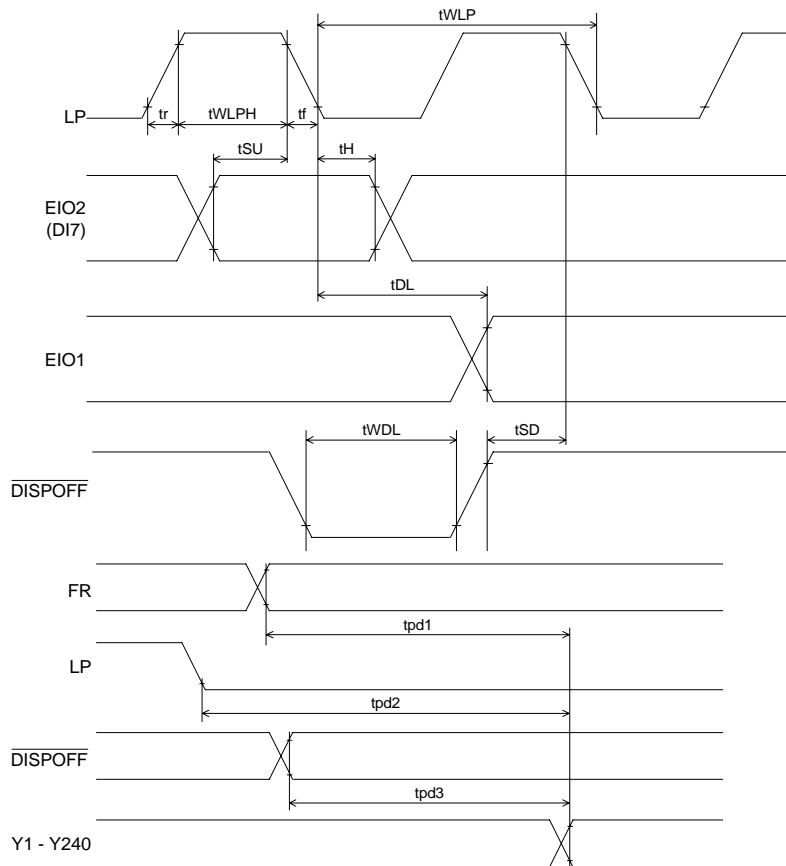 tWLP
LP
tr
tWLPH
tf
tSU
tH
EIO2
(DI7)
tDL
EIO1
tWDL
tSD
DISPOFF
FR
tpd1
LP
tpd2
DISPOFF
tpd3
Y1 - Y240